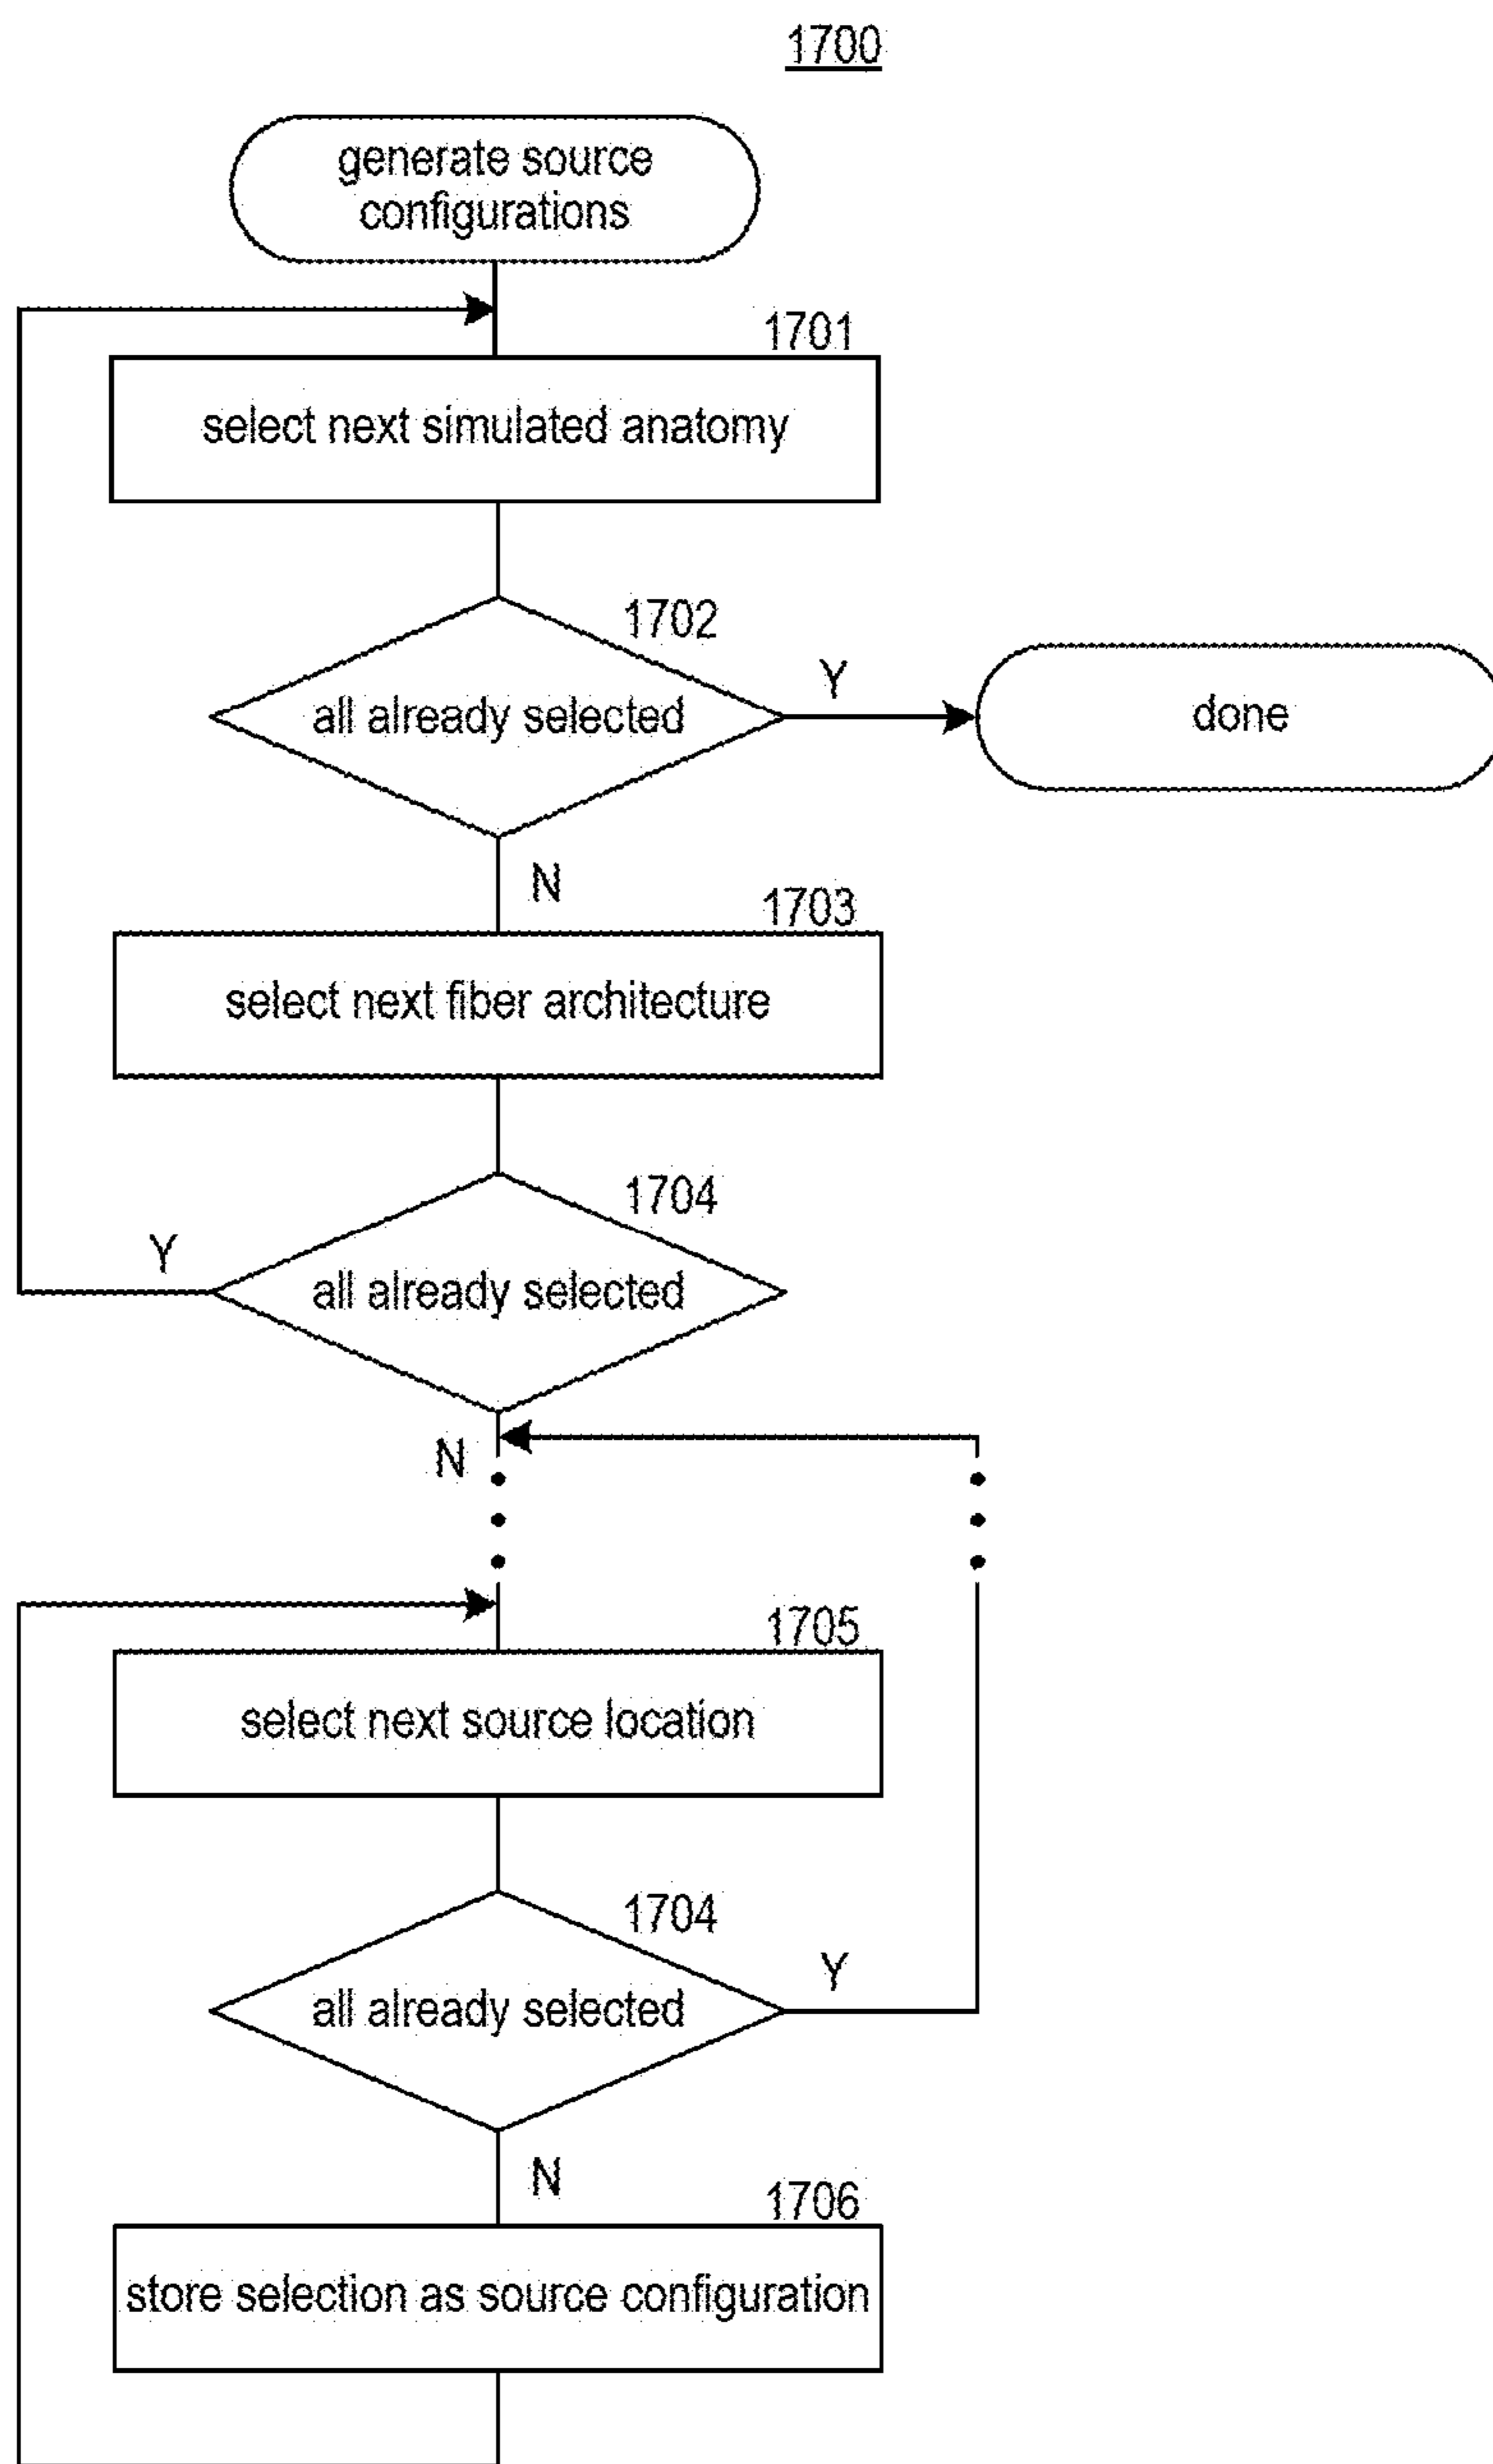 1700
generate source
configurations
1701
select next simulated anatomy
1702
all already selected
Y
done
N
1703
select next fiber architecture
1704
Y
all already selected
N
1705
select next source location
1704
all already selected
Y
N
1706
store selection as source configuration